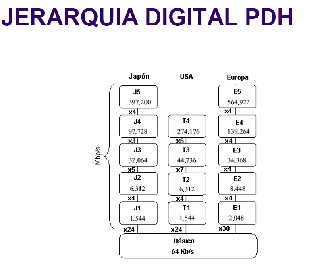 JERARQUIA DIGITAL PDH
Japón USA Europa
J5 E5
397,200 564,922
x4 x4
J4 T4 E4
97,728 274,176 139,264
x3 x6 x4
J3 T3 E3
32,064 44,736 34,368
x5 x7 x4
J2 T2 E2
6,312 6,312 8,448
x4 x4 x4
J1 T1 E1
1,544 1,544 2,048
x24 x24 x30
Básico
64 Kb/s
Mbp/s